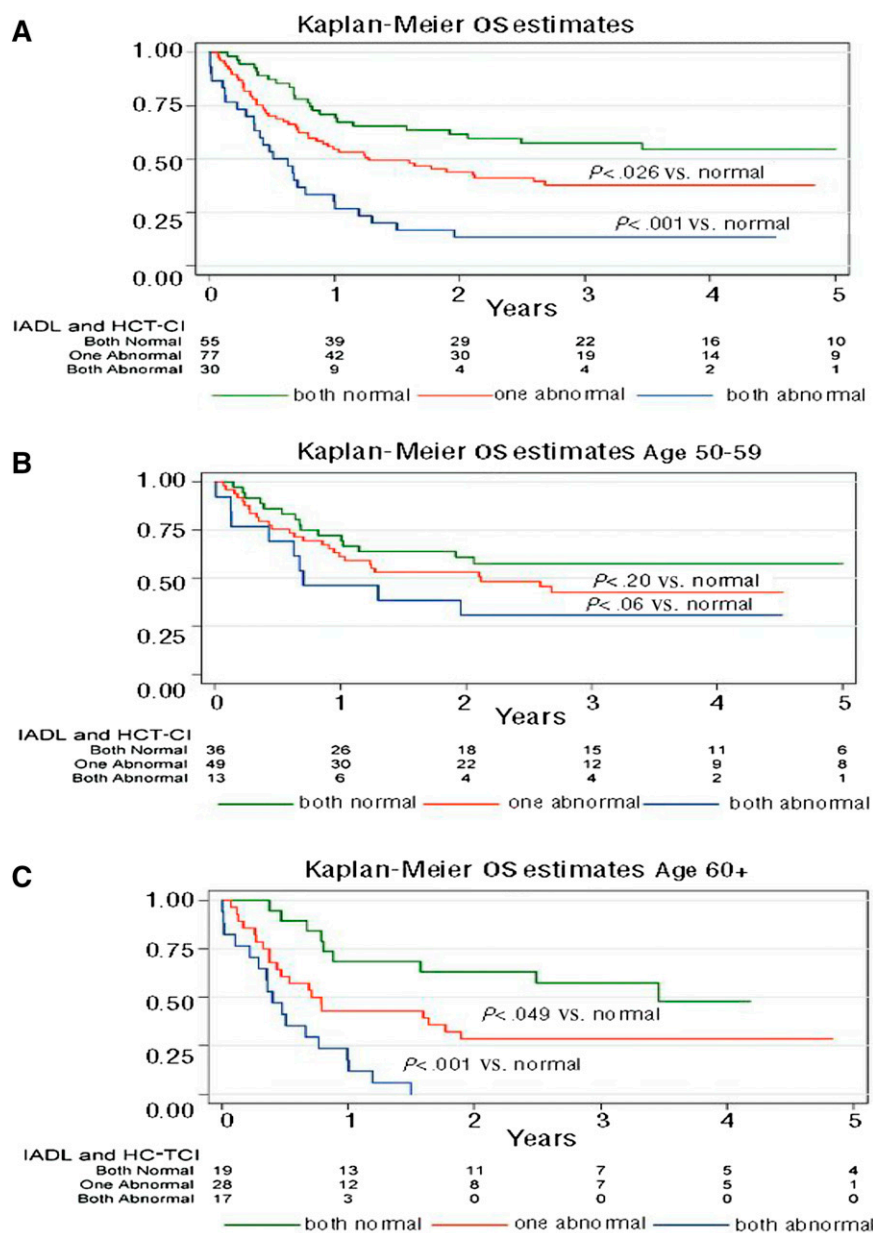 A
Kaplan-Meier OS estimates
1.00
0.75
0.50
P< .026 vs. normal
0.25
P< .001 vs. normal
0.00
0 1 2 3 4 5
Years
IADL and HCT-CI
Both Normal 55 39 29 22 16 10
One Abnormal 77 42 30 19 14 9
Both Abnormal 30 9 4 4 2 1
both normal one abnormal both abnormal
B
Kaplan-Meier OS estimates Age 50-59
1.00
0.75
0.50
P< .20 vs. normal
P< .06 vs. normal
0.25
0.00
0 1 2 3 4 5
Years
IADL and HCT-CI
Both Normal 36 26 18 15 11 6
One Abnormal 49 30 22 12 9 8
Both Abnormal 13 6 4 4 2 1
both normal one abnormal both abnormal
C
Kaplan-Meier OS estimates Age 60+
1.00
0.75
0.50
P< .049 vs. normal
0.25
P< .001 vs. normal
0.00
0 1 2 3 4 5
Years
IADL and HC-TCI
Both Normal 19 13 11 7 5 4
One Abnormal 28 12 8 7 5 1
Both Abnormal 17 3 0 0 0 0
both normal one abnormal both abnormal